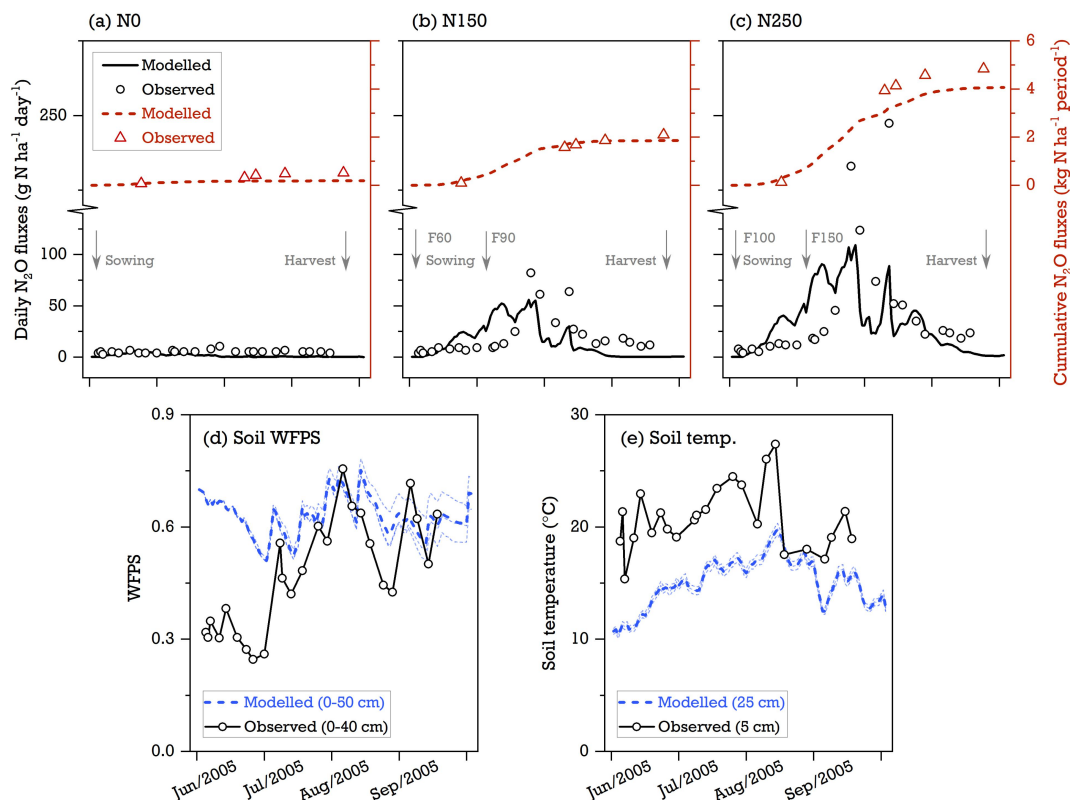 (a) N0
(b) N150
(c) N250
Daily N₂O fluxes (g N ha⁻¹ day⁻¹)
250
100
50
0
Modelled
Observed
Modelled
Observed
Sowing
Harvest
F60
F90
Sowing
Harvest
F100
F150
Sowing
Harvest
6
4
2
0
Cumulative N₂O fluxes (kg N ha⁻¹ period⁻¹)
(d) Soil WFPS
WFPS
0.9
0.6
0.3
0.0
Modelled (0-50 cm)
Observed (0-40 cm)
Jun/2005
Jul/2005
Aug/2005
Sep/2005
(e) Soil temp.
Soil temperature (°C)
30
20
10
0
Modelled (25 cm)
Observed (5 cm)
Jun/2005
Jul/2005
Aug/2005
Sep/2005